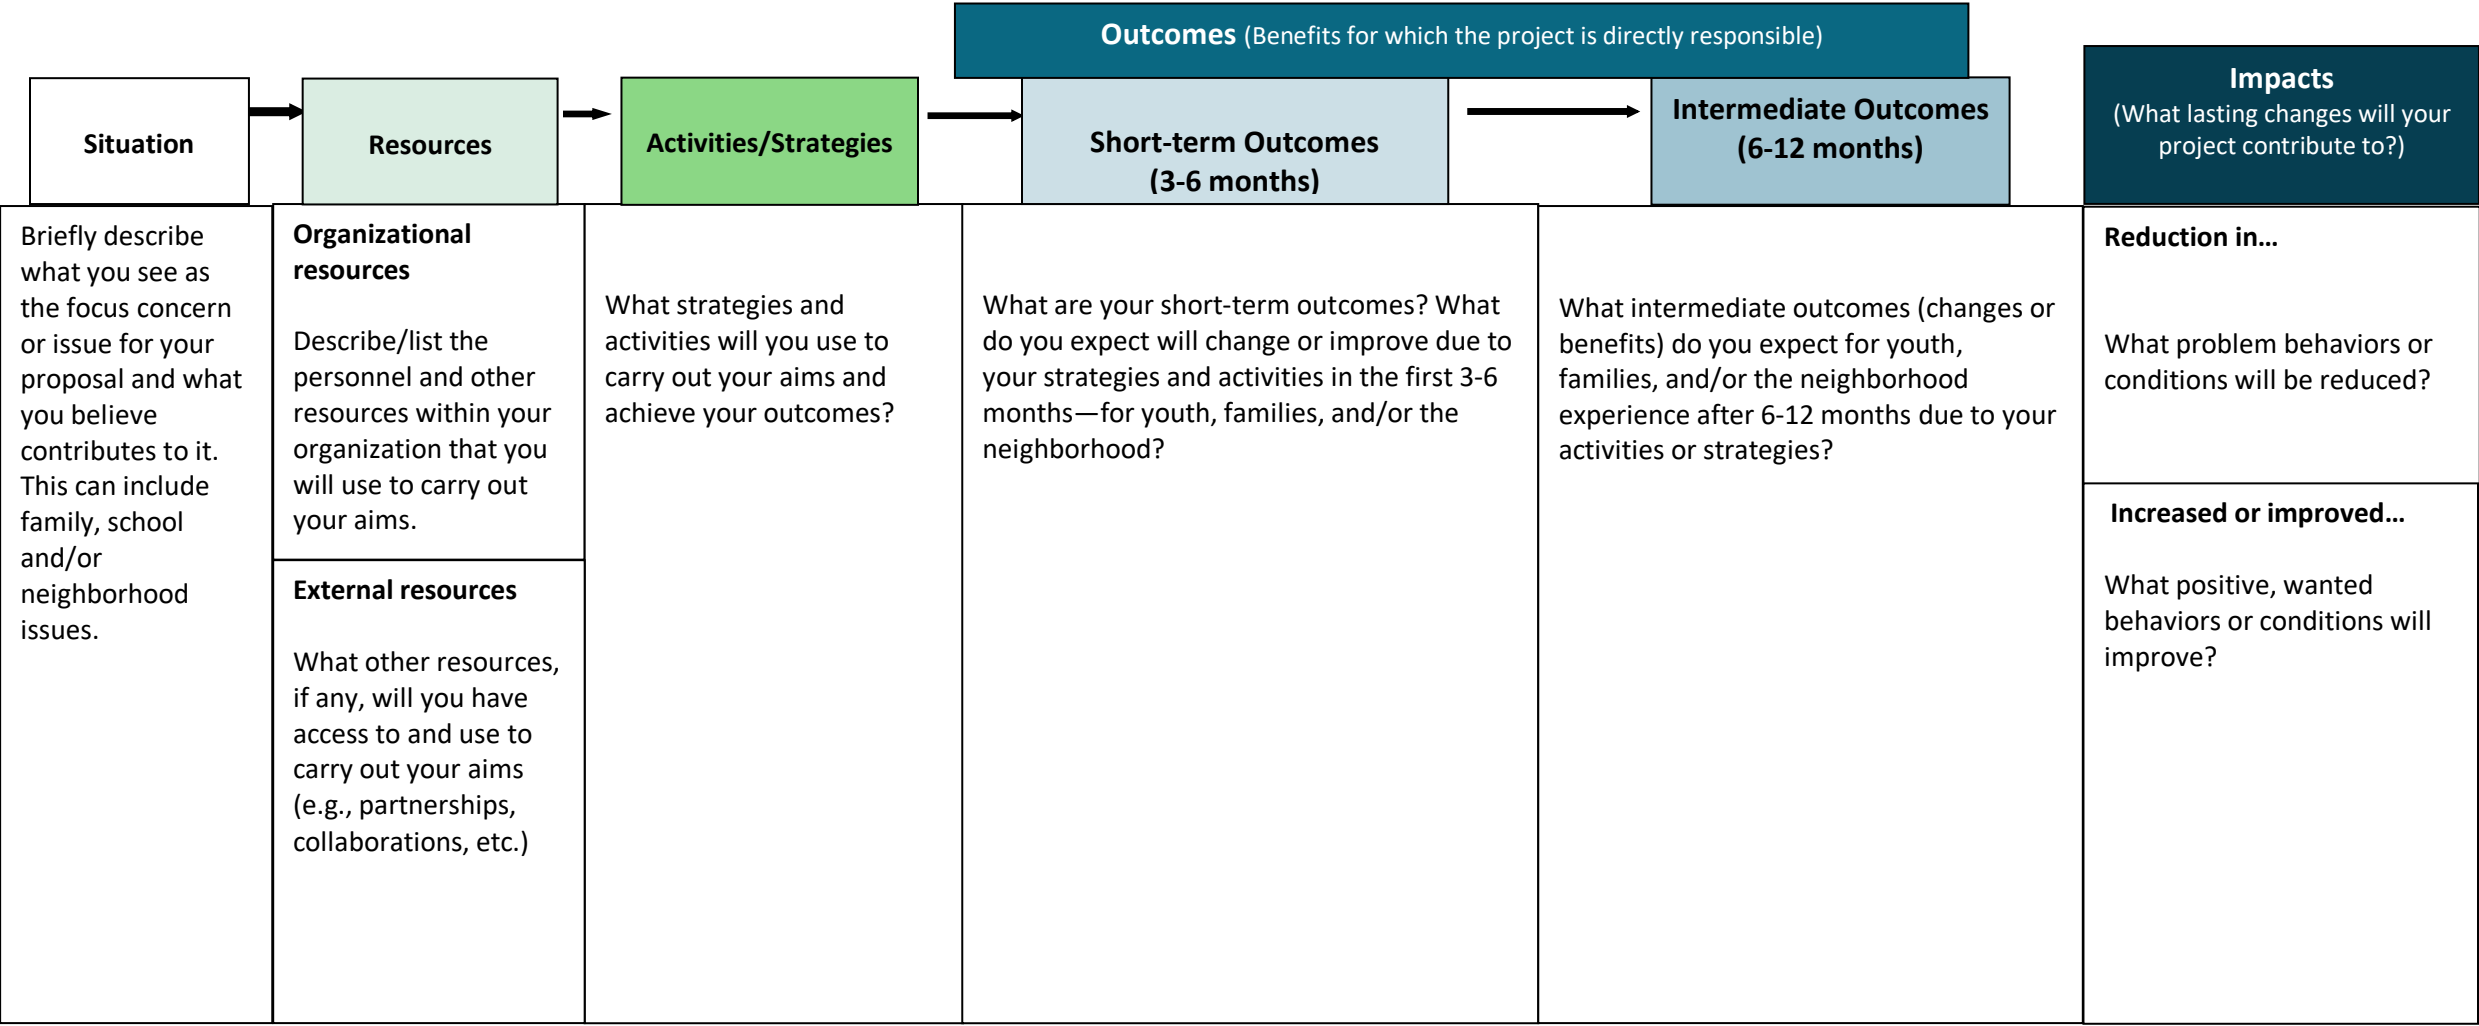 Outcomes (Benefits for which the project is directly responsible)
Situation
Resources
Activities/Strategies
Short-term Outcomes
(3-6 months)
Intermediate Outcomes
(6-12 months)
Impacts
(What lasting changes will your
project contribute to?)
Briefly describe
what you see as
the focus concern
or issue for your
proposal and what
you believe
contributes to it.
This can include
family, school
and/or
neighborhood
issues.
Organizational
resources
Describe/list the
personnel and other
resources within your
organization that you
will use to carry out
your aims.
External resources
What other resources,
if any, will you have
access to and use to
carry out your aims
(e.g., partnerships,
collaborations, etc.)
What strategies and
activities will you use to
carry out your aims and
achieve your outcomes?
What are your short-term outcomes? What
do you expect will change or improve due to
your strategies and activities in the first 3-6
months—for youth, families, and/or the
neighborhood?
What intermediate outcomes (changes or
benefits) do you expect for youth,
families, and/or the neighborhood
experience after 6-12 months due to your
activities or strategies?
Reduction in…
What problem behaviors or
conditions will be reduced?
Increased or improved…
What positive, wanted
behaviors or conditions will
improve?